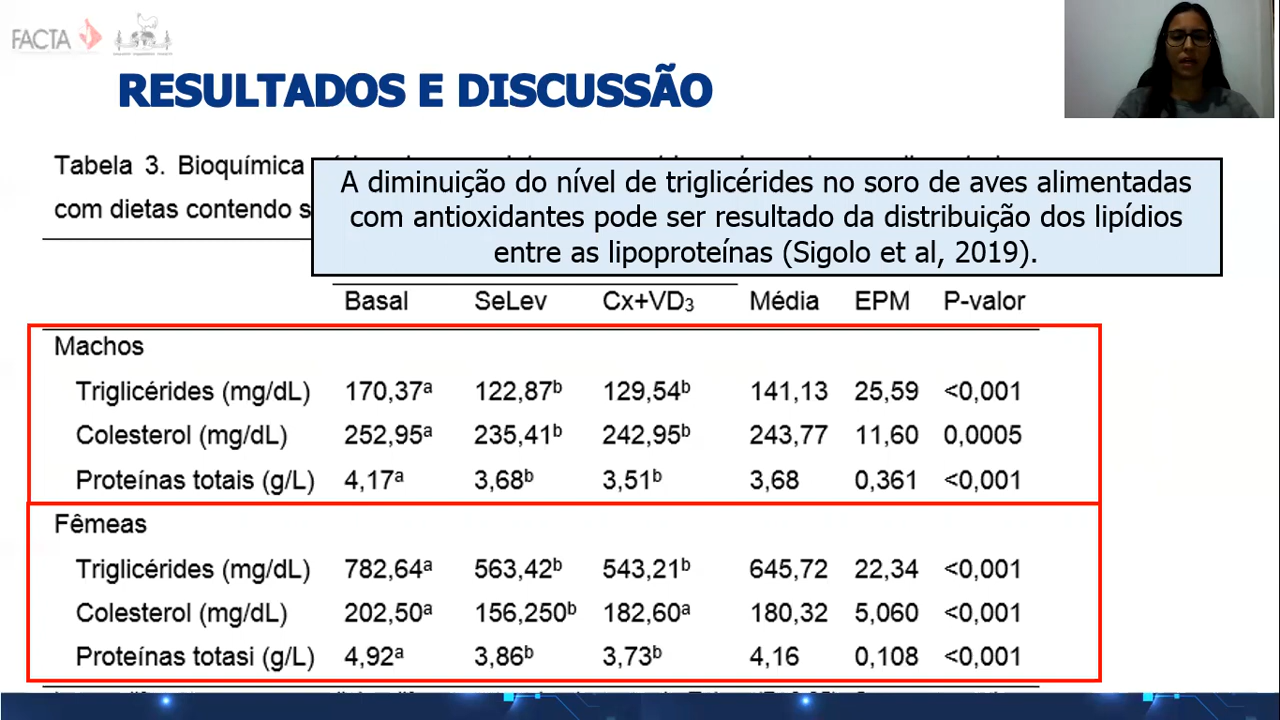 FACTA
RESULTADOS E DISCUSSÃO
Tabela 3. Bioquímica
com dietas contendo s
A diminuição do nível de triglicérides no soro de aves alimentadas
com antioxidantes pode ser resultado da distribuição dos lipídios
entre as lipoproteínas (Sigolo et al, 2019).
Basal SeLev Cx+VD₃ Média EPM P-valor
Machos
Triglicérides (mg/dL) 170,37ᵃ 122,87ᵇ 129,54ᵇ 141,13 25,59 <0,001
Colesterol (mg/dL) 252,95ᵃ 235,41ᵇ 242,95ᵇ 243,77 11,60 0,0005
Proteínas totais (g/L) 4,17ᵃ 3,68ᵇ 3,51ᵇ 3,68 0,361 <0,001
Fêmeas
Triglicérides (mg/dL) 782,64ᵃ 563,42ᵇ 543,21ᵇ 645,72 22,34 <0,001
Colesterol (mg/dL) 202,50ᵃ 156,250ᵇ 182,60ᵃ 180,32 5,060 <0,001
Proteínas totasi (g/L) 4,92ᵃ 3,86ᵇ 3,73ᵇ 4,16 0,108 <0,001